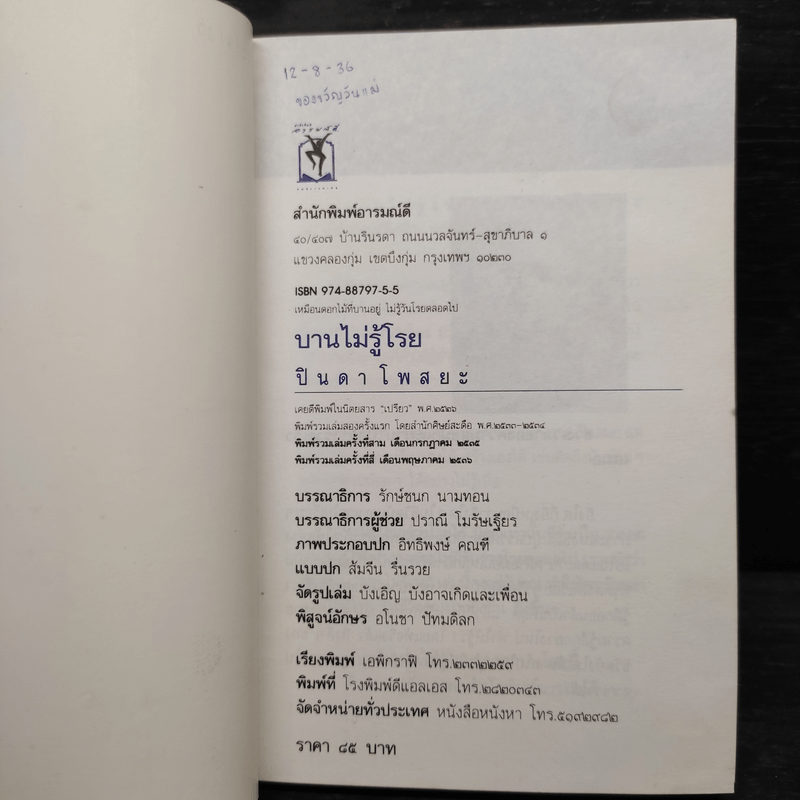 12-8-36
ของขวัญวันแม่
สำนักพิมพ์อารมณ์ดี
๔๐/๔๐๗ บ้านรินรดา ถนนนวลจันทร์-สุขาภิบาล ๑
แขวงคลองกุ่ม เขตบึงกุ่ม กรุงเทพฯ ๑๐๒๓๐
ISBN 974-88797-5-5
เหมือนดอกไม้ที่บานอยู่ ไม่รู้วันโรยตลอดไป
บานไม่รู้โรย
ปินดา โพสยะ
เคยตีพิมพ์ในนิตยสาร "เปรียว" พ.ศ.๒๕๒๖
พิมพ์รวมเล่มสองครั้งแรก โดยสำนักศิษย์สะดือ พ.ศ.๒๕๓๓-๒๕๓๔
พิมพ์รวมเล่มครั้งที่สาม เดือนกรกฎาคม ๒๕๓๕
พิมพ์รวมเล่มครั้งที่สี่ เดือนพฤษภาคม ๒๕๓๖
บรรณาธิการ รักษ์ชนก นามทอน
บรรณาธิการผู้ช่วย ปราณี โมรัษเฐียร
ภาพประกอบปก อิทธิพงษ์ คณฑี
แบบปก ส้มจีน รื่นรวย
จัดรูปเล่ม บังเอิญ บังอาจเกิดและเพื่อน
พิสูจน์อักษร อโนชา ปัทมดิลก
เรียงพิมพ์ เอพิกราฟิ โทร.๒๓๓๒๒๕๙
พิมพ์ที่ โรงพิมพ์ดีแอลเอส โทร.๒๘๒๐๓๔๓
จัดจำหน่ายทั่วประเทศ หนังสือหนังหา โทร.๕๑๙๒๙๘๒
ราคา ๘๕ บาท